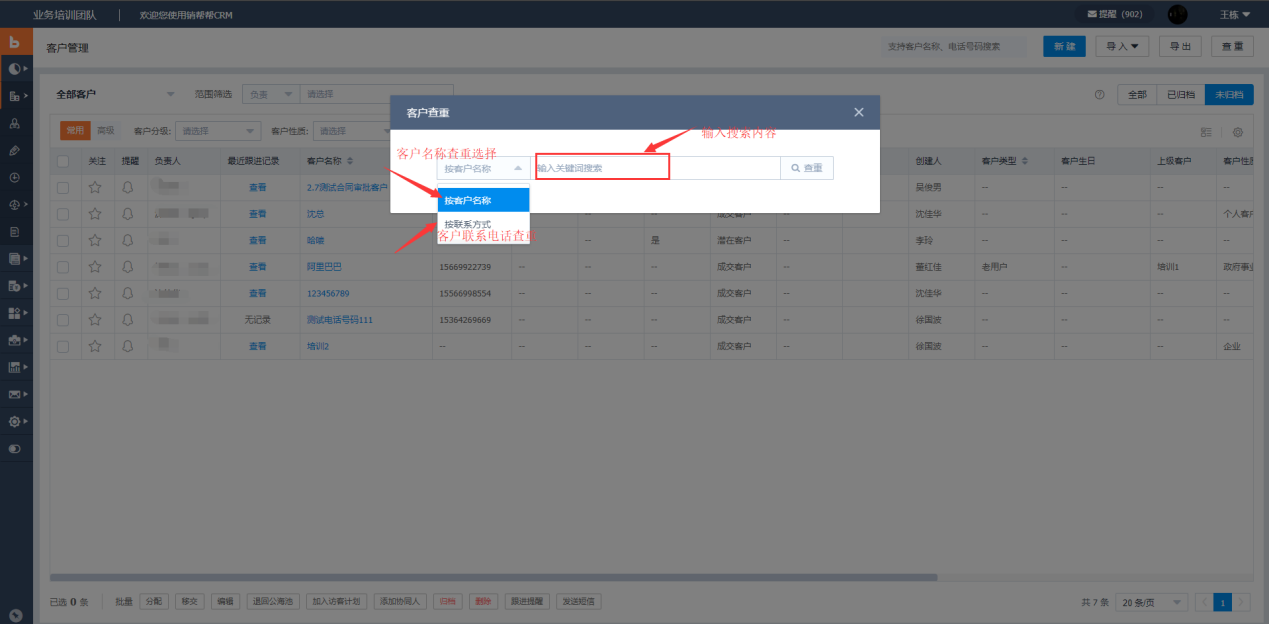 业务培训团队 欢迎您使用销帮帮CRM 提醒 (902) 王栋
客户管理 支持客户名称、电话号码搜索 新 建 导 入 导 出 查 重
全部客户 范围筛选 负责 请选择 全部 已归档 未归档
客户查重
常用 高级 客户分级: 请选择 客户性质: 请选择
输入搜索内容
客户名称查重选择
关注 提醒 负责人 最近跟进记录 客户名称 创建人 客户类型 客户生日 上级客户 客户性质
按客户名称 输入关键词搜索 查重
查看 2.7测试合同审批客户 吴俊男 -- -- --
按客户名称
查看 沈总 成交客户 沈佳华 -- -- -- 个人客户
按联系方式
客户联系电话查重
查看 哈喽 -- 是 潜在客户 -- 李玲 -- -- --
查看 阿里巴巴 15669922739 -- -- -- 成交客户 -- 董红佳 老用户 -- 培训1 政府事业
查看 123456789 15566998554 -- -- -- 成交客户 -- 沈佳华 -- -- --
无记录 测试电话号码111 15364269669 -- -- -- 成交客户 -- 徐国波 -- -- --
查看 培训2 -- -- -- -- 成交客户 -- 徐国波 -- -- -- 企业
已选 0 条 批量 分配 移交 编辑 退回公海池 加入访客计划 添加协同人 归档 删除 跟进提醒 发送短信 共 7 条 20 条/页 1